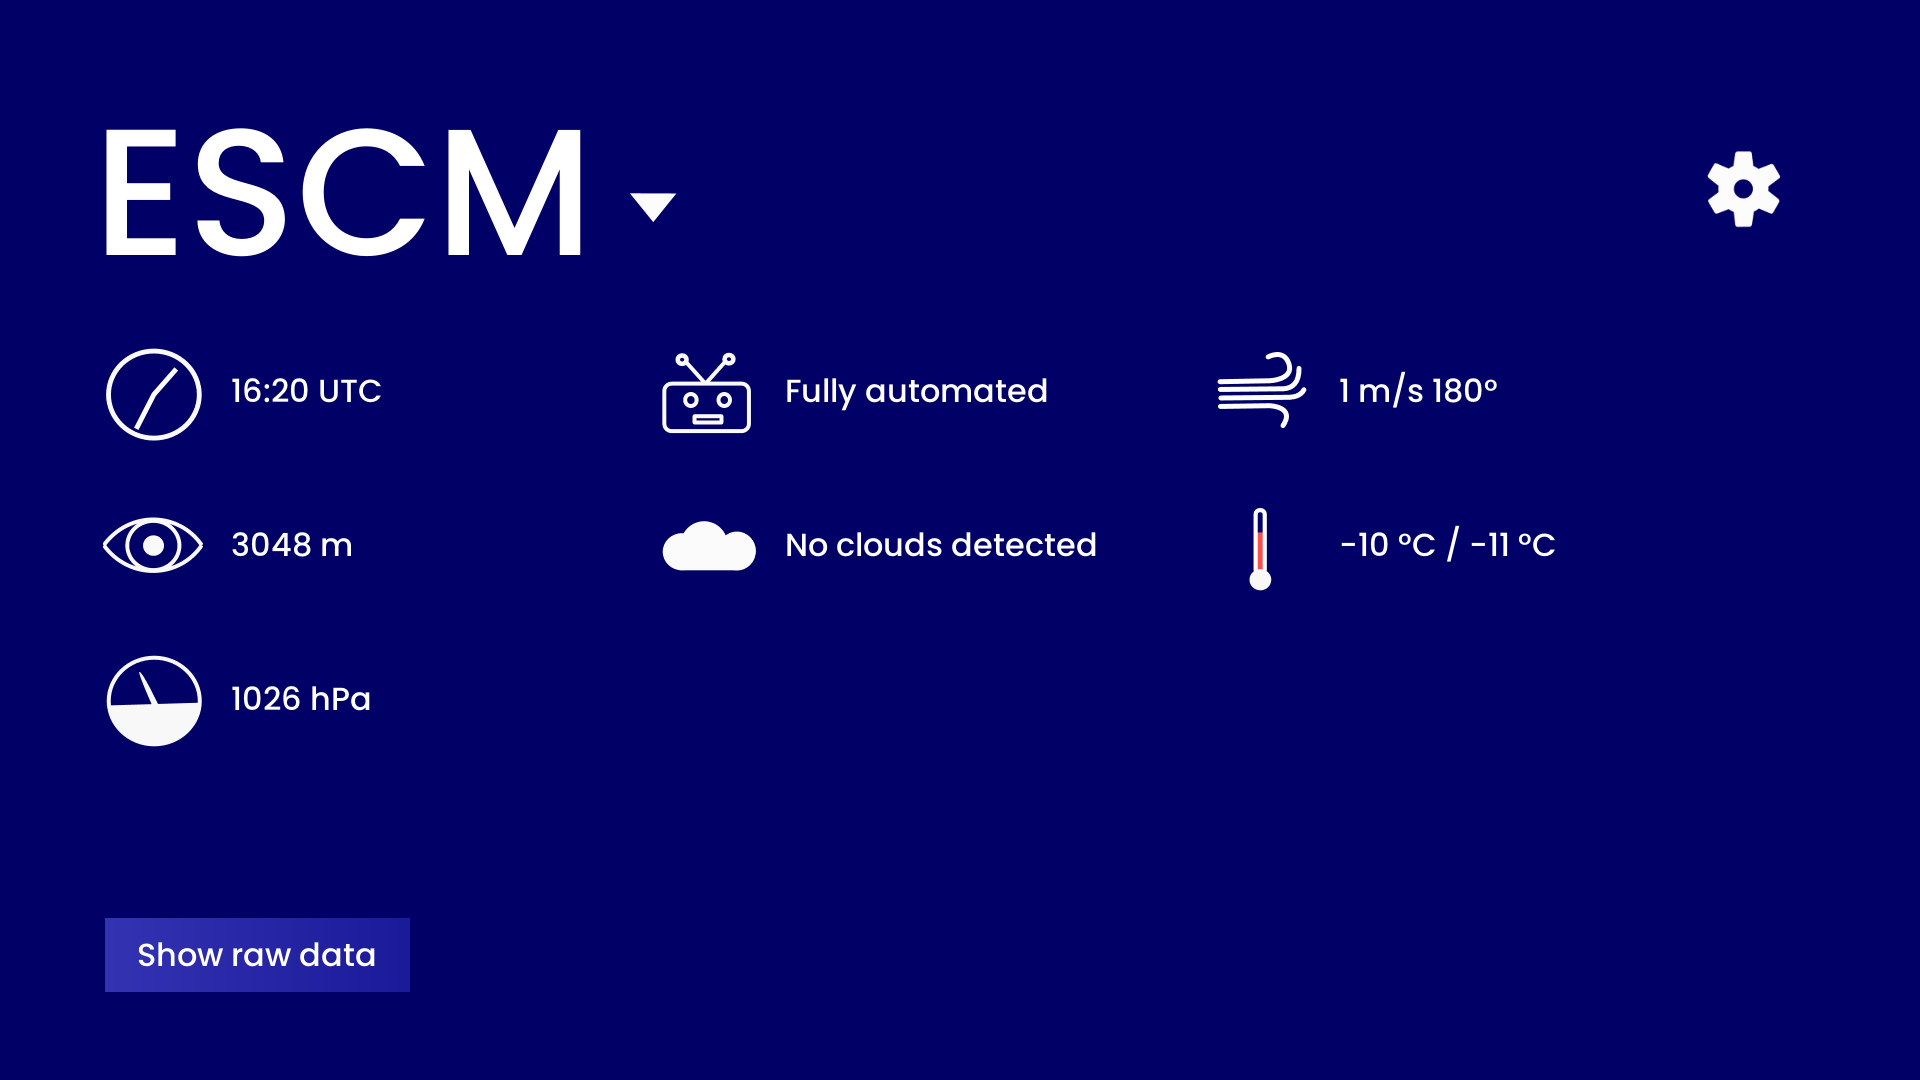 ESCM
16:20 UTC
Fully automated
1 m/s 180°
3048 m
No clouds detected
-10 °C / -11 °C
1026 hPa
Show raw data